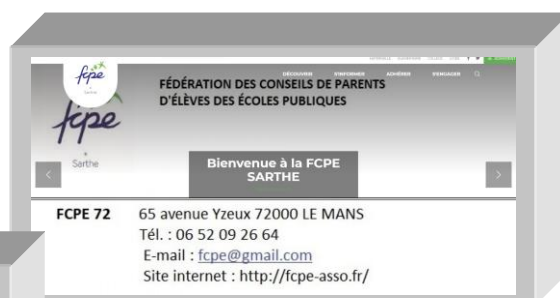 fcpe
Sarthe
DÉCOUVRIR S'INFORMER ADHÉRER S'ENGAGER
FÉDÉRATION DES CONSEILS DE PARENTS
D'ÉLÈVES DES ÉCOLES PUBLIQUES
fcpe
Sarthe
Bienvenue à la FCPE
SARTHE
FCPE 72 65 avenue Yzeux 72000 LE MANS
Tél. : 06 52 09 26 64
E-mail : fcpe@gmail.com
Site internet : http://fcpe-asso.fr/